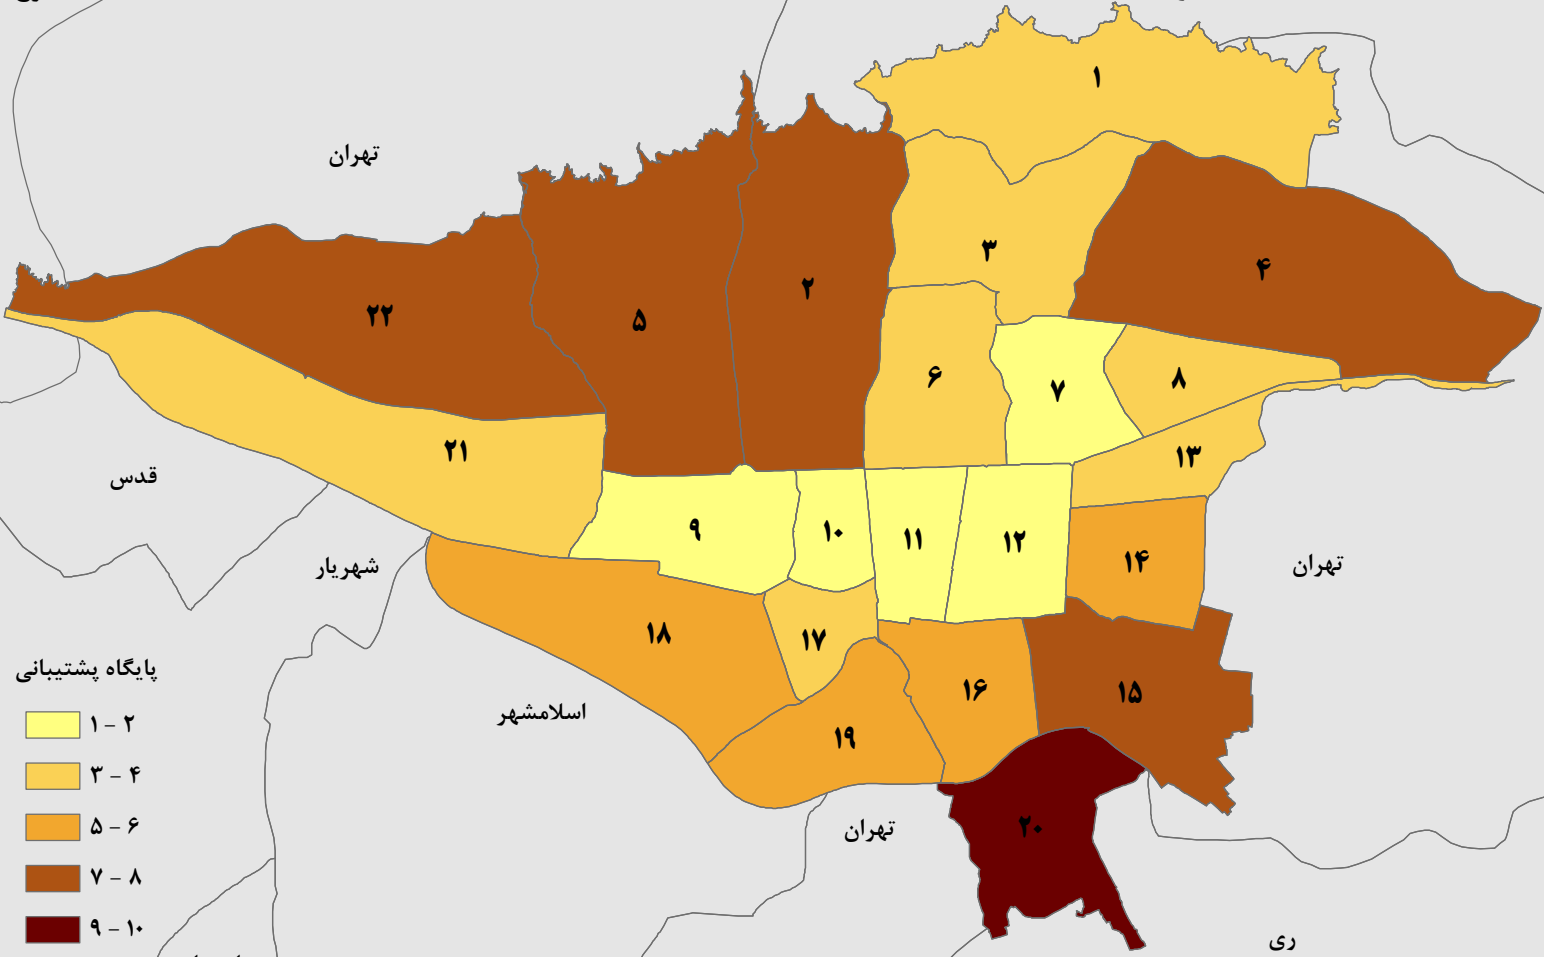 ۱
تهران
۳
۴
۲
۲۲
۵
۶
۷
۸
۲۱
۱۳
قدس
۹
۱۰
۱۱
۱۲
۱۴
تهران
شهریار
۱۸
۱۷
پایگاه پشتیبانی
۱۶
۱۵
اسلامشهر
۱ - ۲
۱۹
۳ - ۴
۵ - ۶
تهران
۲۰
۷ - ۸
۹ - ۱۰
ری